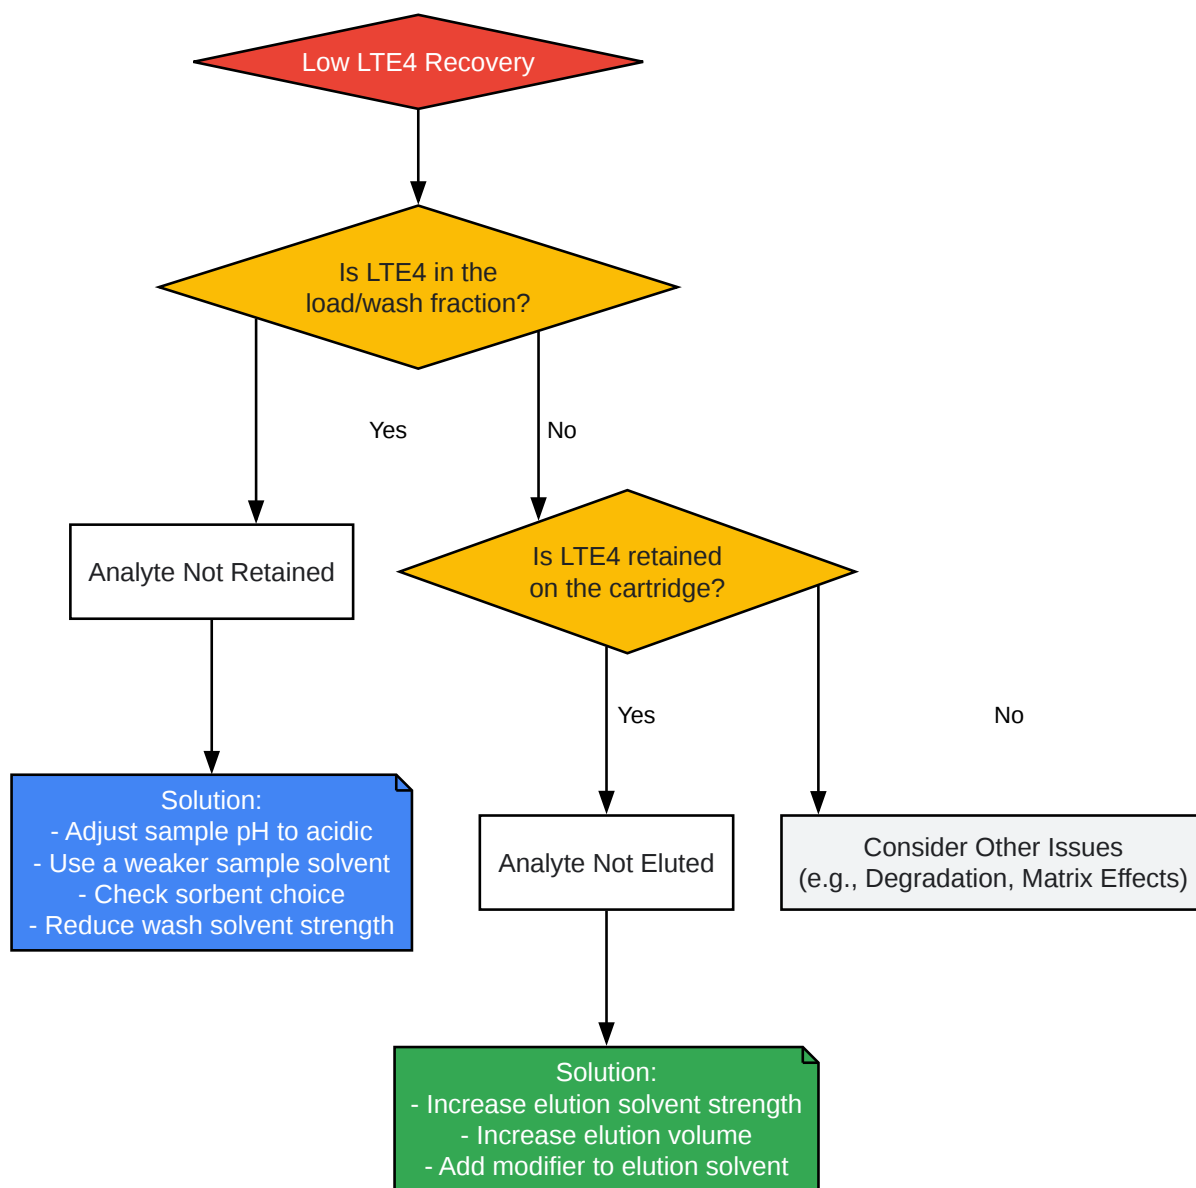 Low LTE4 Recovery
Is LTE4 in the
load/wash fraction?
Yes
No
Analyte Not Retained
Is LTE4 retained
on the cartridge?
Yes
No
Solution:
- Adjust sample pH to acidic
- Use a weaker sample solvent
- Check sorbent choice
- Reduce wash solvent strength
Analyte Not Eluted
Consider Other Issues
(e.g., Degradation, Matrix Effects)
Solution:
- Increase elution solvent strength
- Increase elution volume
- Add modifier to elution solvent